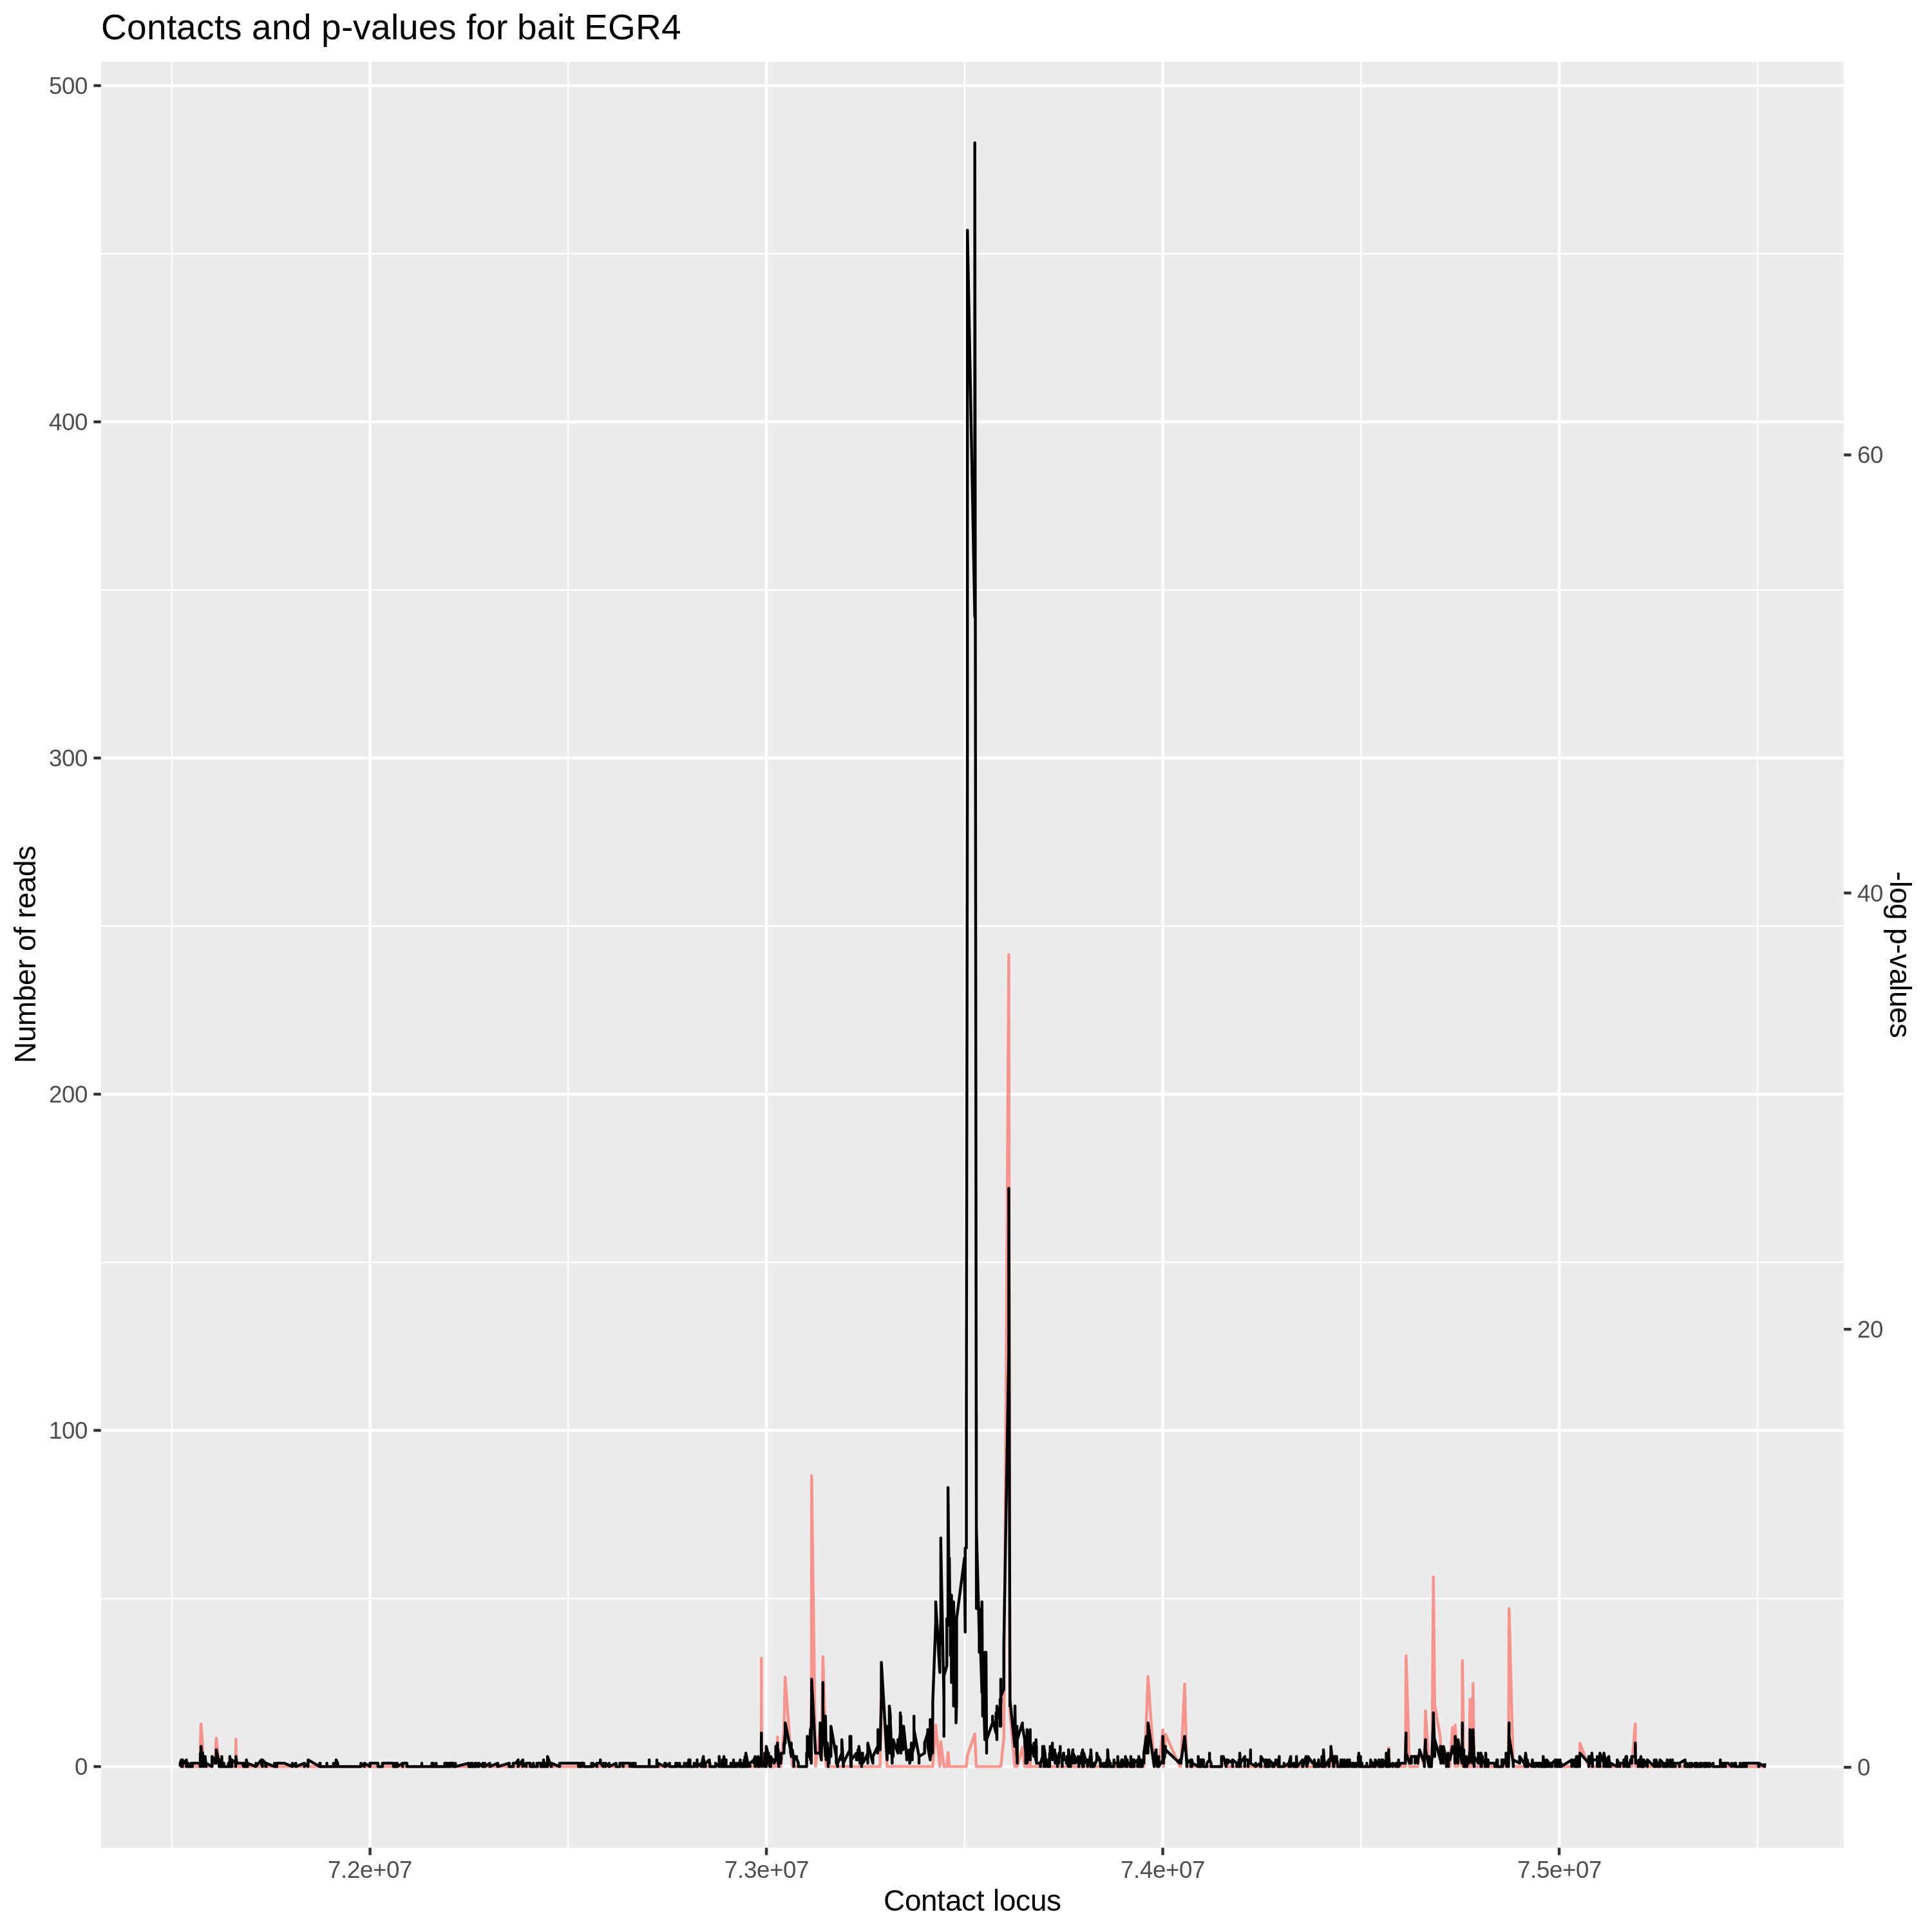 Contacts and p-values for bait EGR4
500
400
300
200
100
0
Number of reads
60
40
20
0
-log p-values
7.2e+07
7.3e+07
7.4e+07
7.5e+07
Contact locus